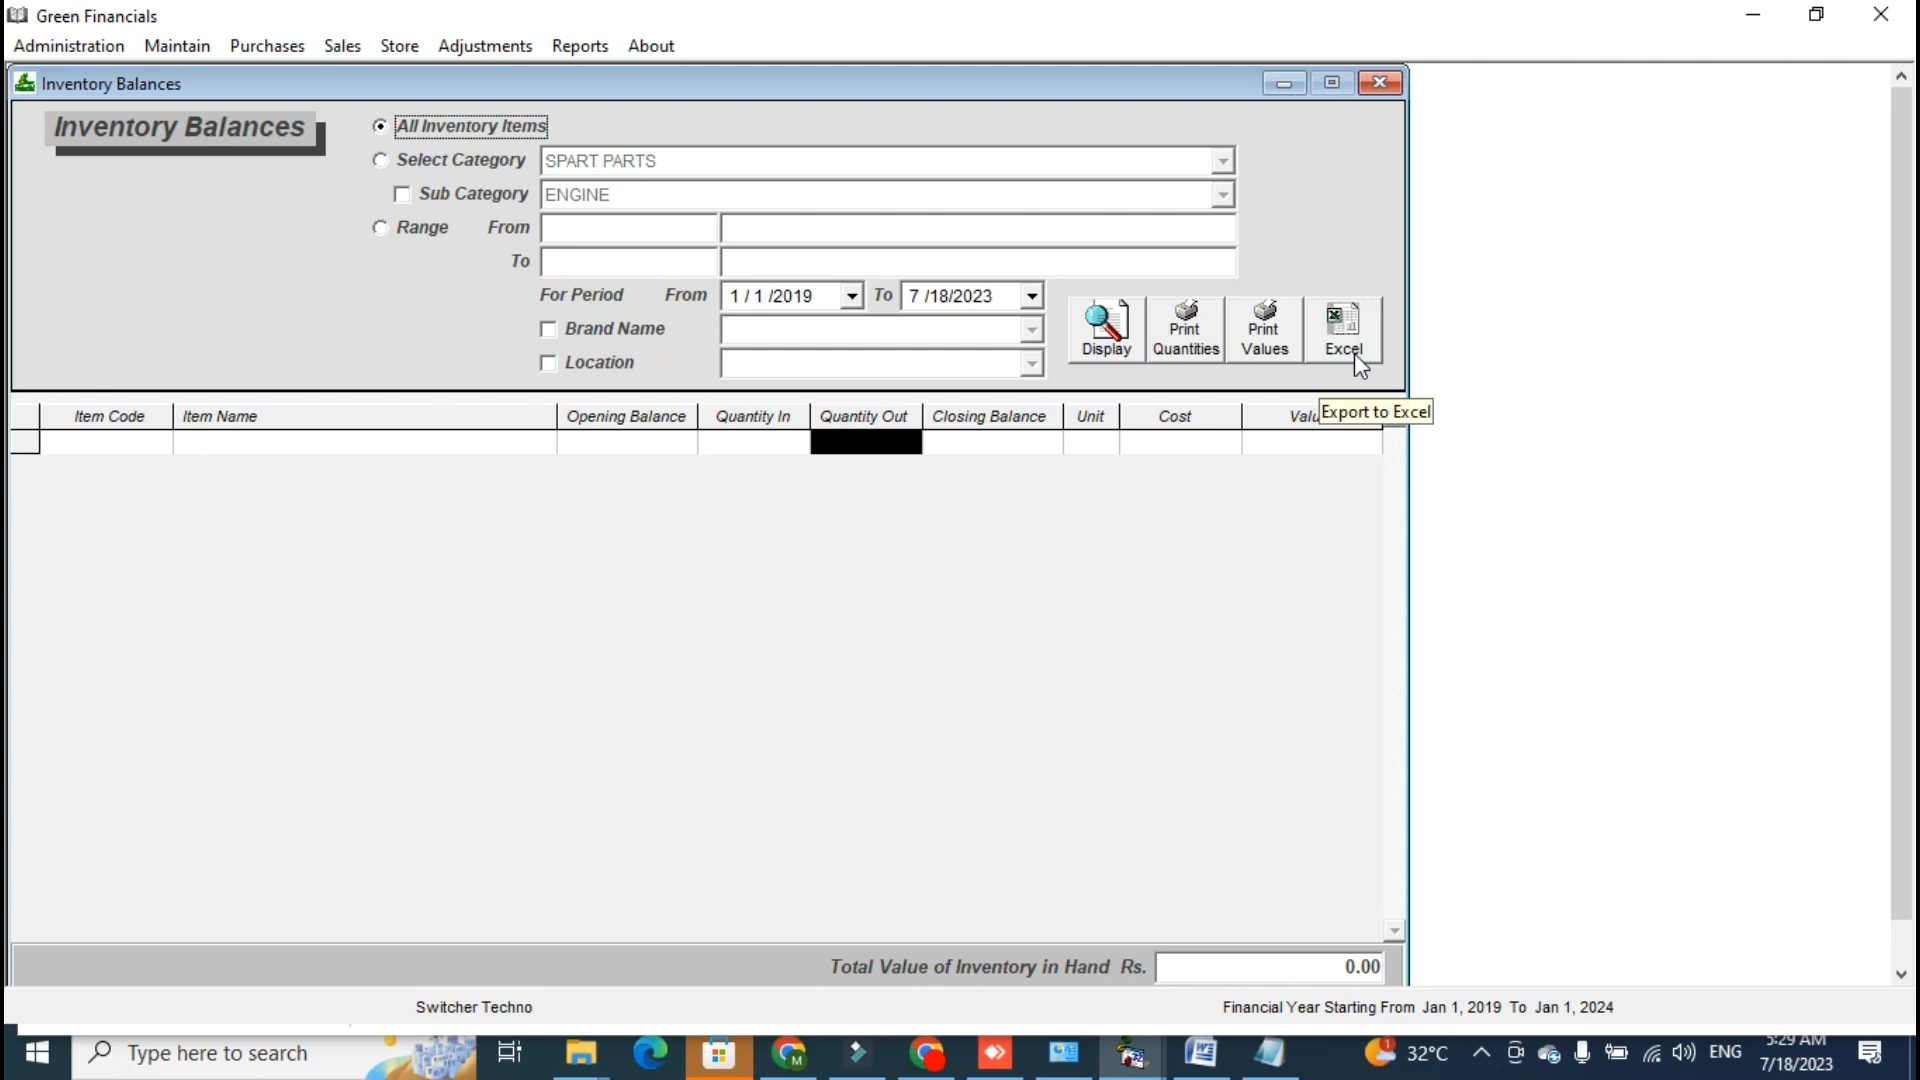 Green Financials
Administration Maintain Purchases Sales Store Adjustments Reports About
Inventory Balances
Inventory Balances
All Inventory Items
Select Category SPART PARTS
Sub Category ENGINE
Range From
To
For Period From 1 / 1 /2019 To 7 /18/2023
Brand Name
Location
Display
Print Quantities
Print Values
Excel
Export to Excel
Item Code Item Name Opening Balance Quantity In Quantity Out Closing Balance Unit Cost
Total Value of Inventory in Hand Rs. 0.00
Switcher Techno Financial Year Starting From Jan 1, 2019 To Jan 1, 2024
Type here to search 32°C ENG 5:29 AM
7/18/2023